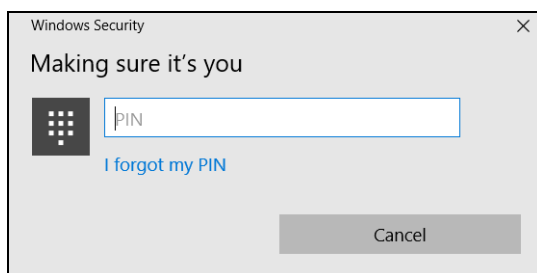 Windows Security
Making sure it's you
PIN
I forgot my PIN
Cancel